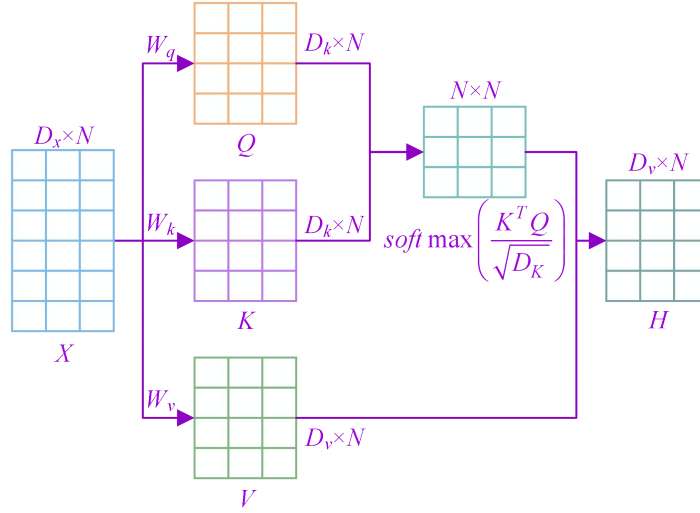 D_x×N
X
W_q
W_k
W_v
D_k×N
Q
D_k×N
K
D_v×N
V
N×N
soft max(K^T Q / √D_K)
D_v×N
H